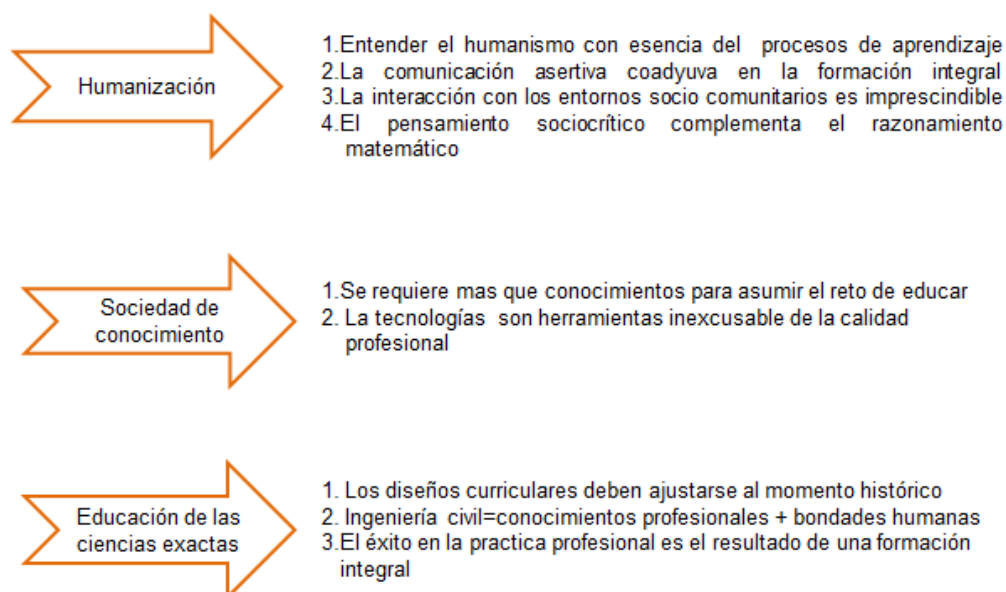 Humanización
1.Entender el humanismo con esencia del procesos de aprendizaje
2.La comunicación asertiva coadyuva en la formación integral
3.La interacción con los entornos socio comunitarios es imprescindible
4.El pensamiento sociocrítico complementa el razonamiento
matemático
Sociedad de
conocimiento
1.Se requiere mas que conocimientos para asumir el reto de educar
2. La tecnologías son herramientas inexcusable de la calidad
profesional
Educación de las
ciencias exactas
1. Los diseños curriculares deben ajustarse al momento histórico
2. Ingeniería civil=conocimientos profesionales + bondades humanas
3.El éxito en la practica profesional es el resultado de una formación
integral